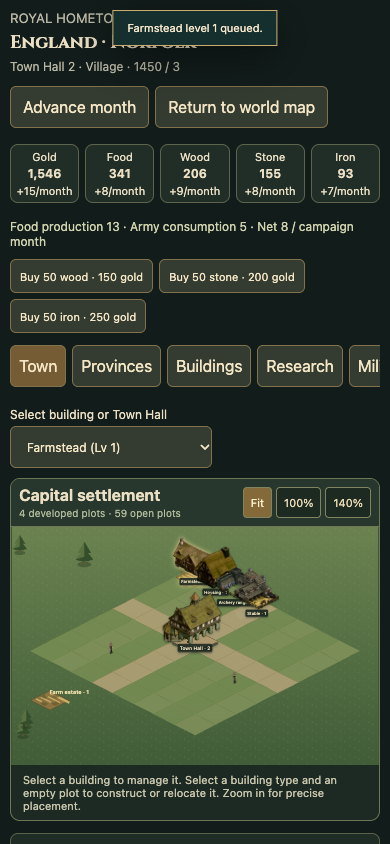 ROYAL HOMETO
Farmstead level 1 queued.
ENGLAND · NORFOLK
Town Hall 2 · Village · 1450 / 3
Advance month
Return to world map
Gold
1,546
+15/month
Food
341
+8/month
Wood
206
+9/month
Stone
155
+8/month
Iron
93
+7/month
Food production 13 · Army consumption 5 · Net 8 / campaign
month
Buy 50 wood · 150 gold
Buy 50 stone · 200 gold
Buy 50 iron · 250 gold
Town
Provinces
Buildings
Research
Mil
Select building or Town Hall
Farmstead (Lv 1)
Capital settlement
4 developed plots · 59 open plots
Fit
100%
140%
Housing · 1
Stable · 1
Town Hall · 2
Farm estate · 1
Select a building to manage it. Select a building type and an
empty plot to construct or relocate it. Zoom in for precise
placement.